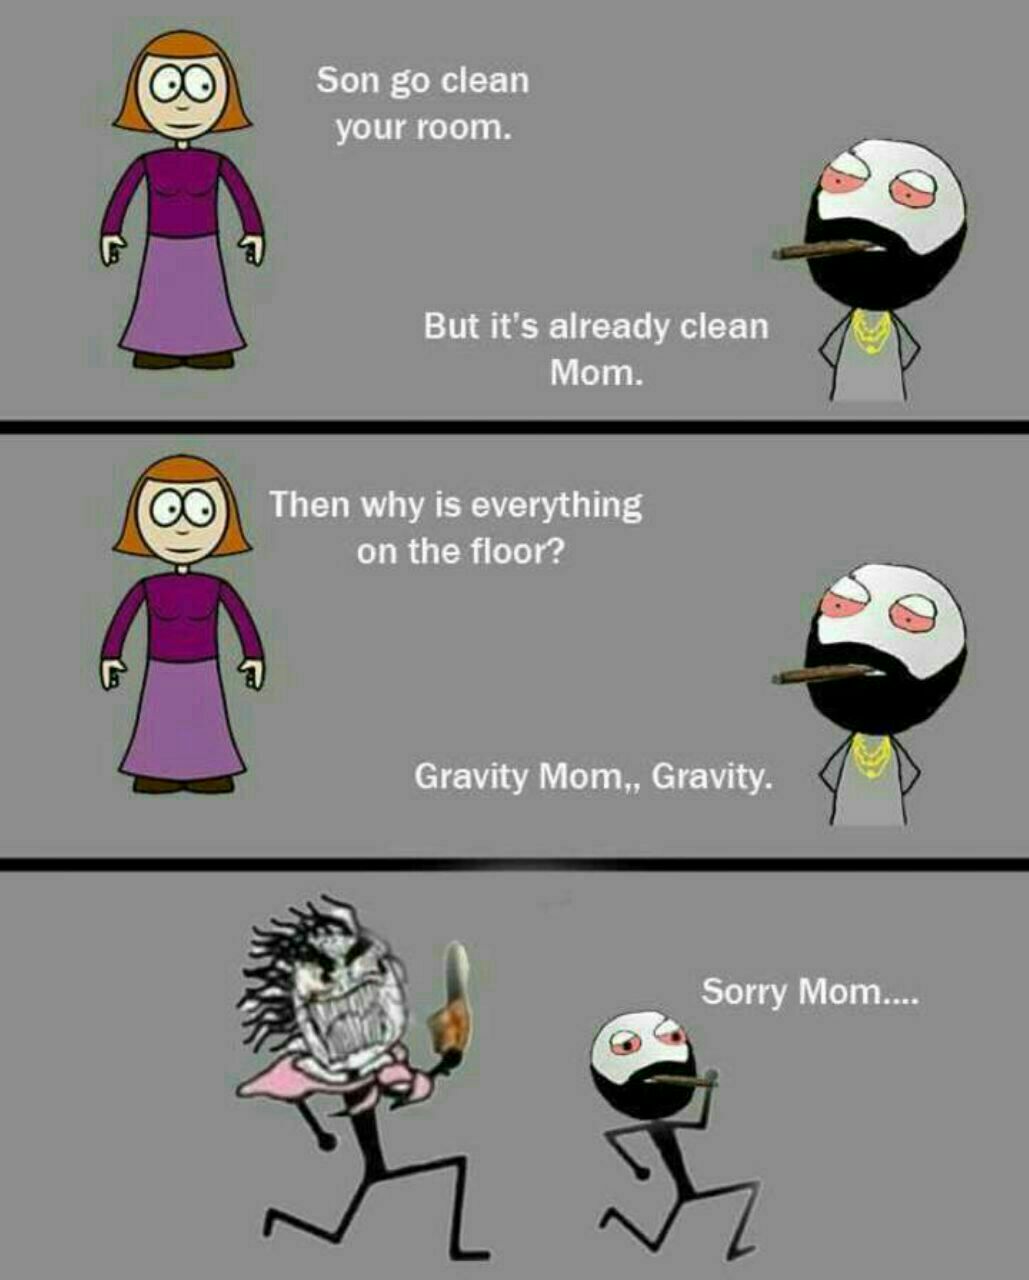 Son go clean
your room.
But it's already clean
Mom.
Then why is everything
on the floor?
Gravity Mom,, Gravity.
Sorry Mom....